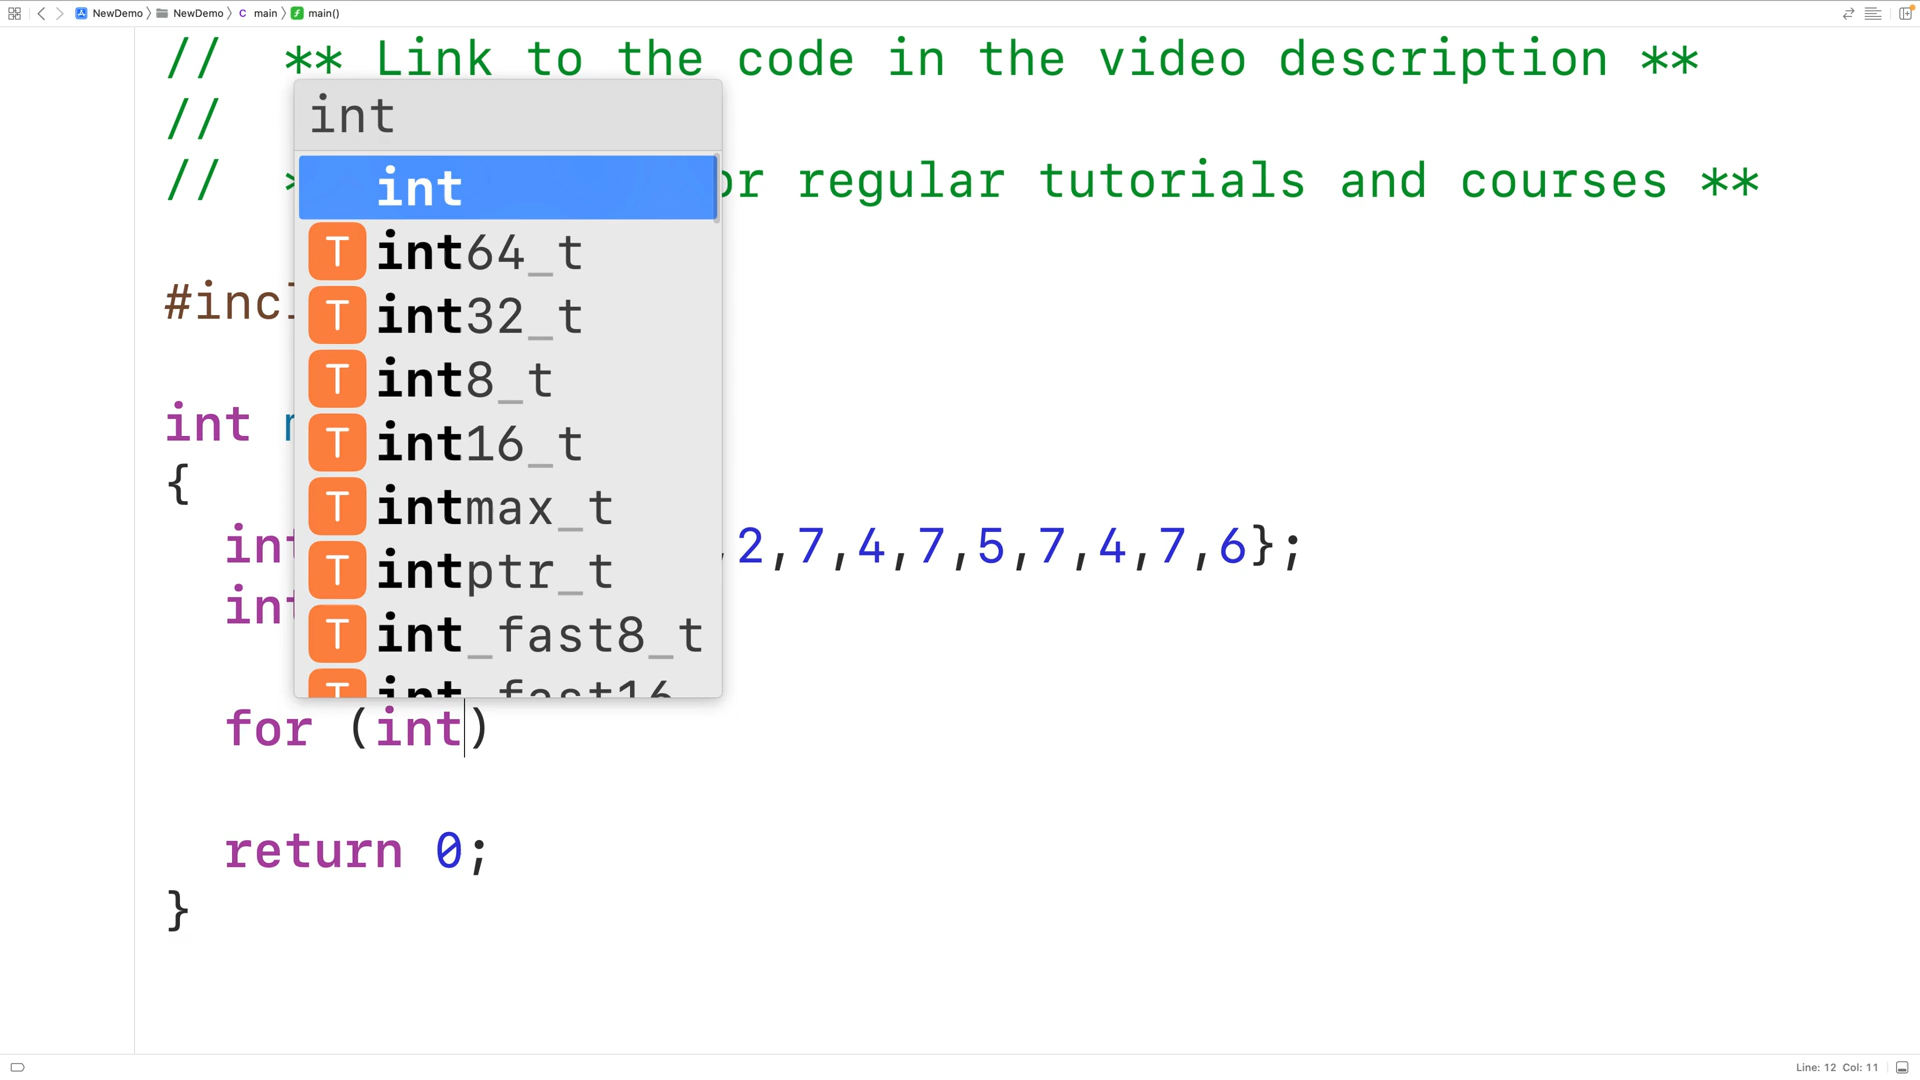 NewDemo NewDemo C main f main()
// ** Link to the code in the video description **
//
// regular tutorials and courses **
int
int
T int64_t
#incl
T int32_t
T int8_t
int
T int16_t
{
T intmax_t
int ,2,7,4,7,5,7,4,7,6};
T intptr_t
int
T int_fast8_t
T int_fast16
for (int)
return 0;
}
Line: 12 Col: 11